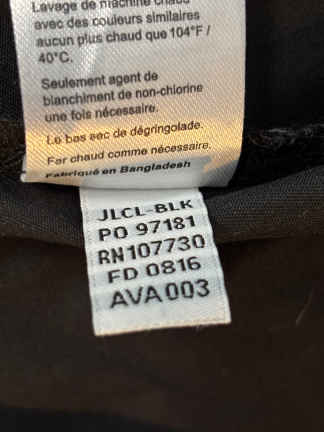 Lavage de machine chaud
avec des couleurs similaires
aucun plus chaud que 104°F /
40°C.
Seulement agent de
blanchiment de non-chlorine
une fois nécessaire.
Le bas sec de dégringolade.
Fer chaud comme nécessaire.
Fabriqué en Bangladesh
JLCL-BLK
PO 97181
RN107730
FD 0816
AVA003